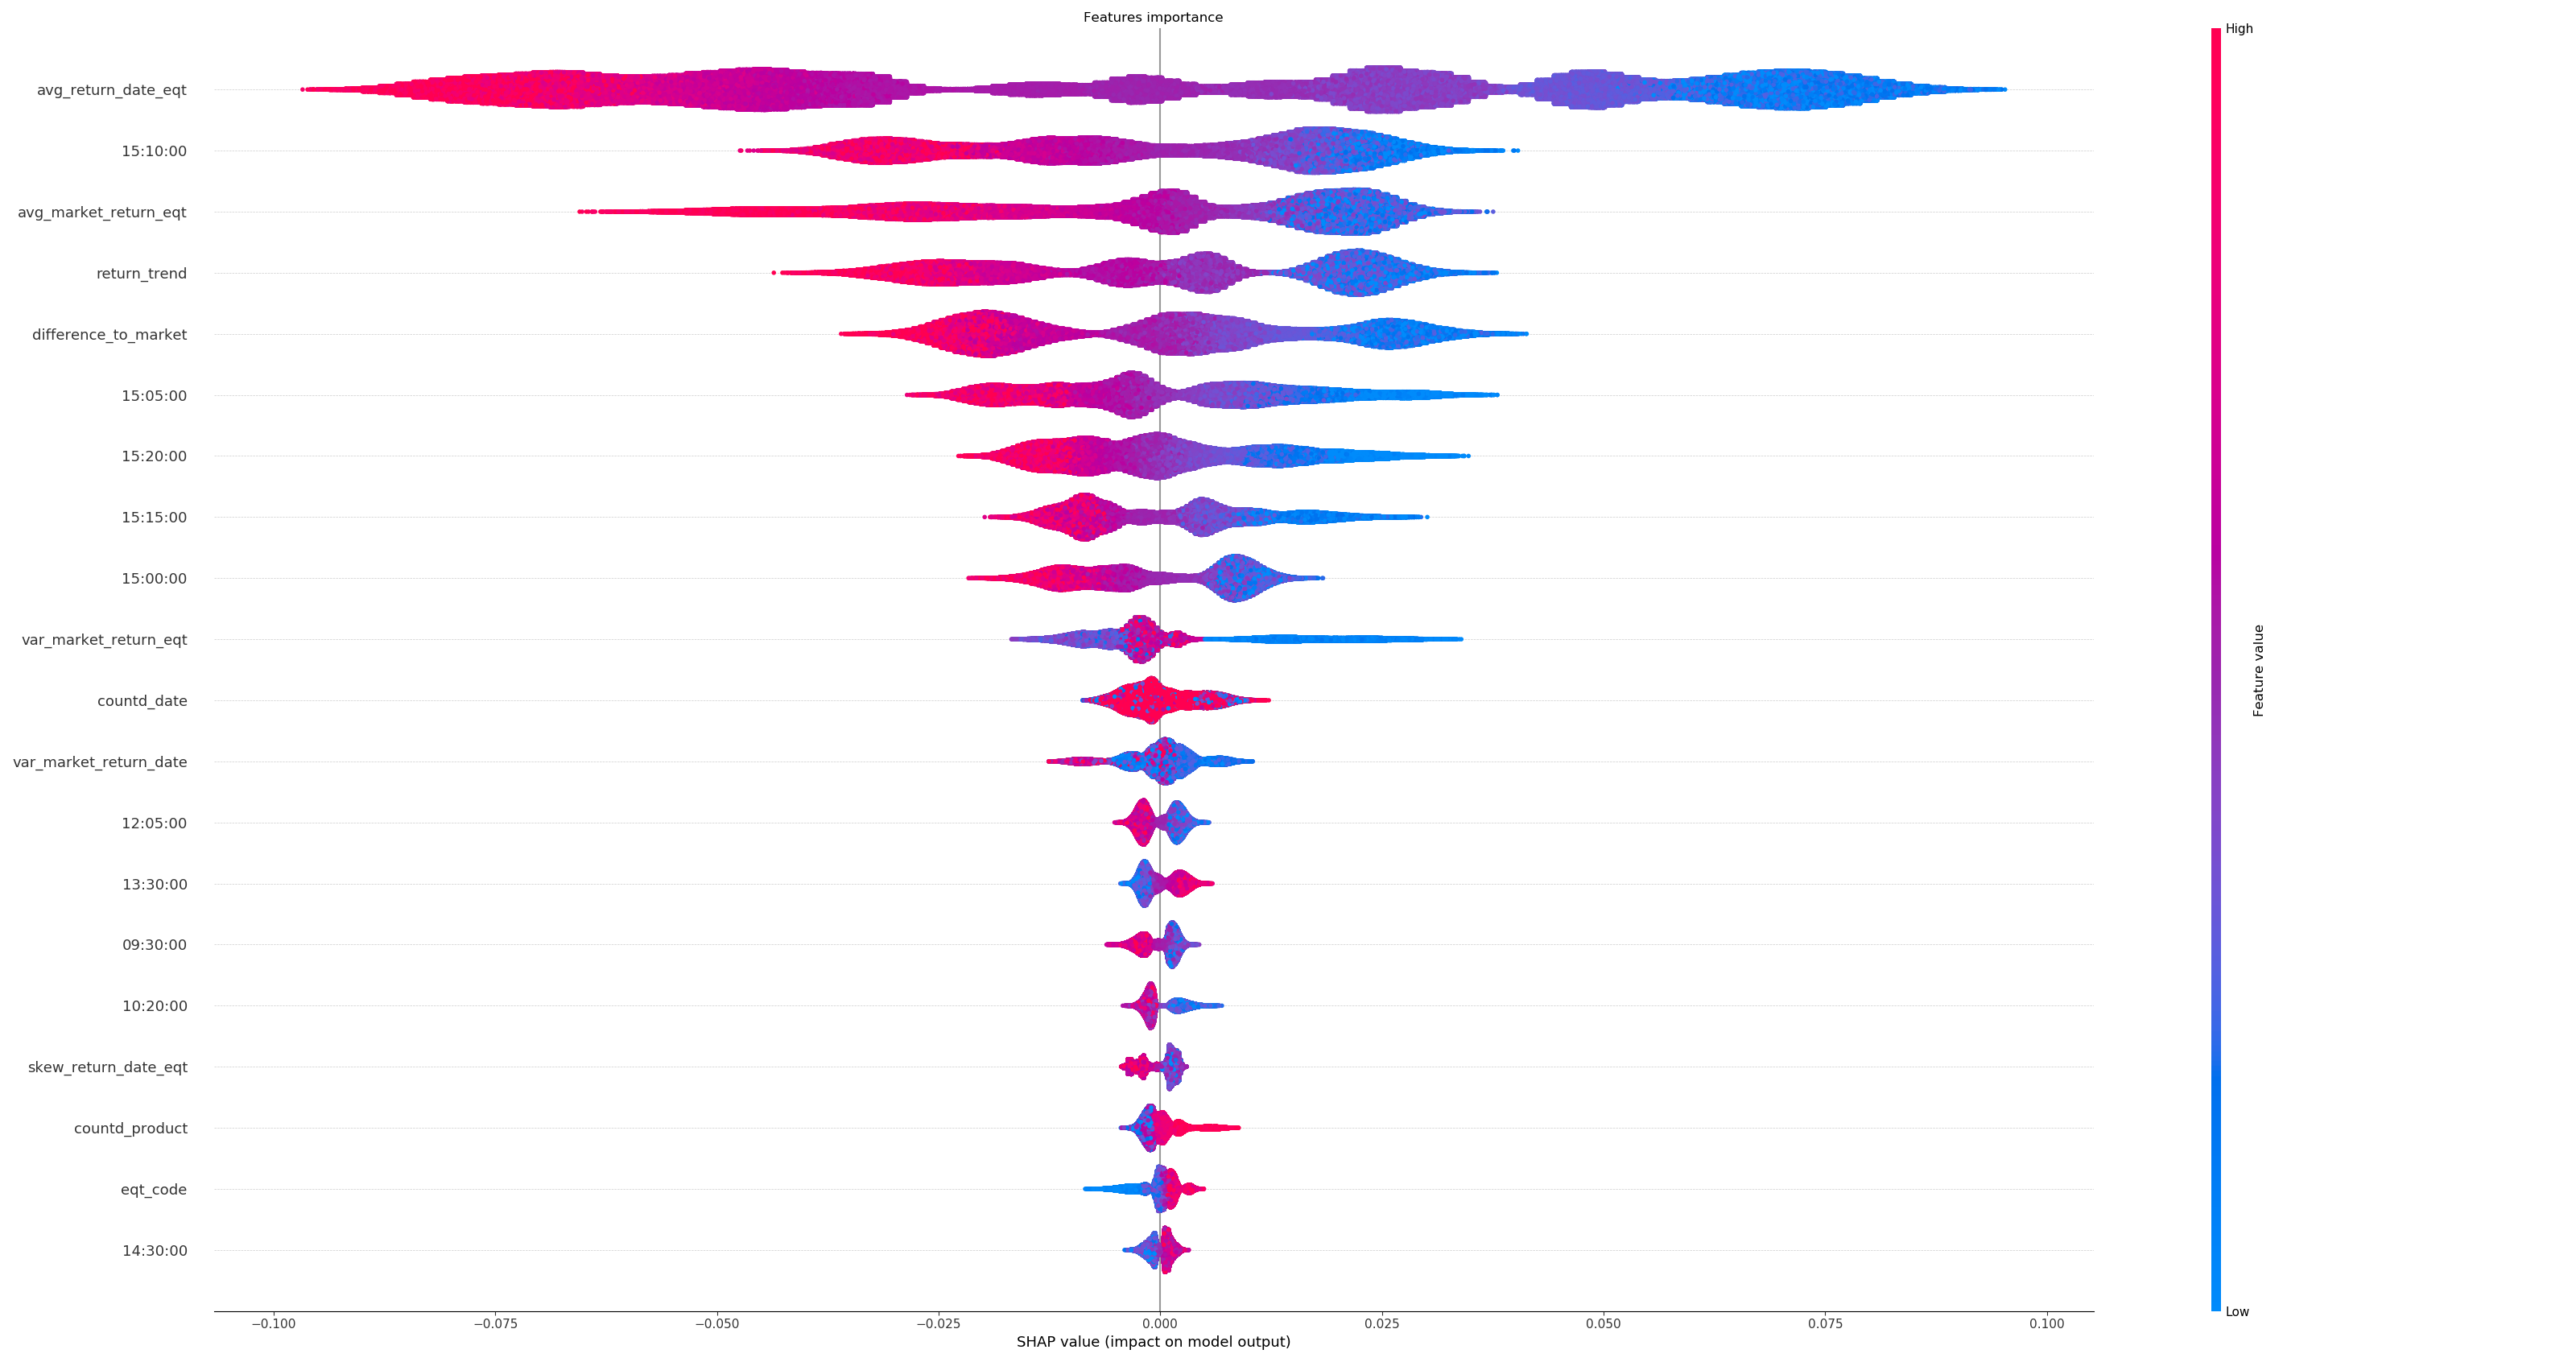 Features importance
High
avg_return_date_eqt
15:10:00
avg_market_return_eqt
return_trend
difference_to_market
15:05:00
15:20:00
15:15:00
15:00:00
var_market_return_eqt
countd_date
var_market_return_date
12:05:00
13:30:00
09:30:00
10:20:00
skew_return_date_eqt
countd_product
eqt_code
14:30:00
Feature value
Low
−0.100 −0.075 −0.050 −0.025 0.000 0.025 0.050 0.075 0.100
SHAP value (impact on model output)